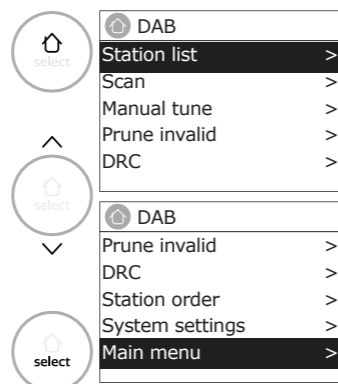 select
DAB
Station list >
Scan >
Manual tune >
Prune invalid >
DRC >
select
DAB
Prune invalid >
DRC >
Station order >
System settings >
Main menu >
select